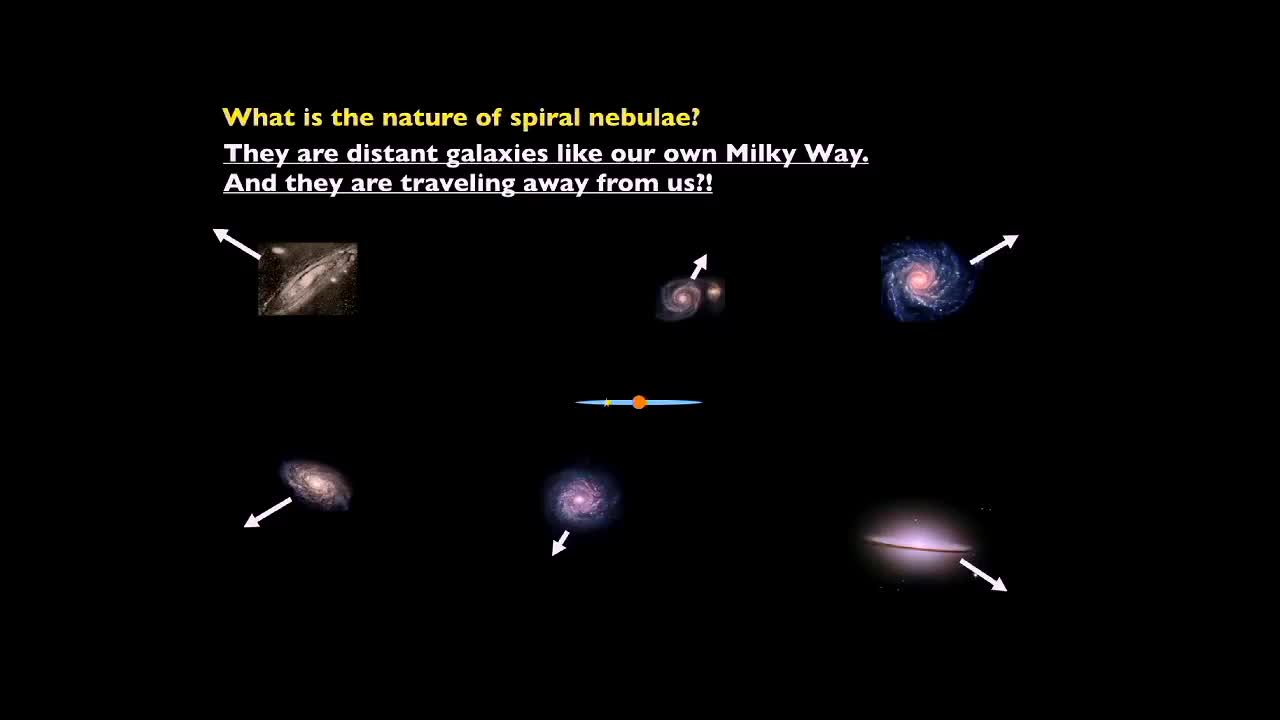 What is the nature of spiral nebulae?
They are distant galaxies like our own Milky Way.
And they are traveling away from us?!